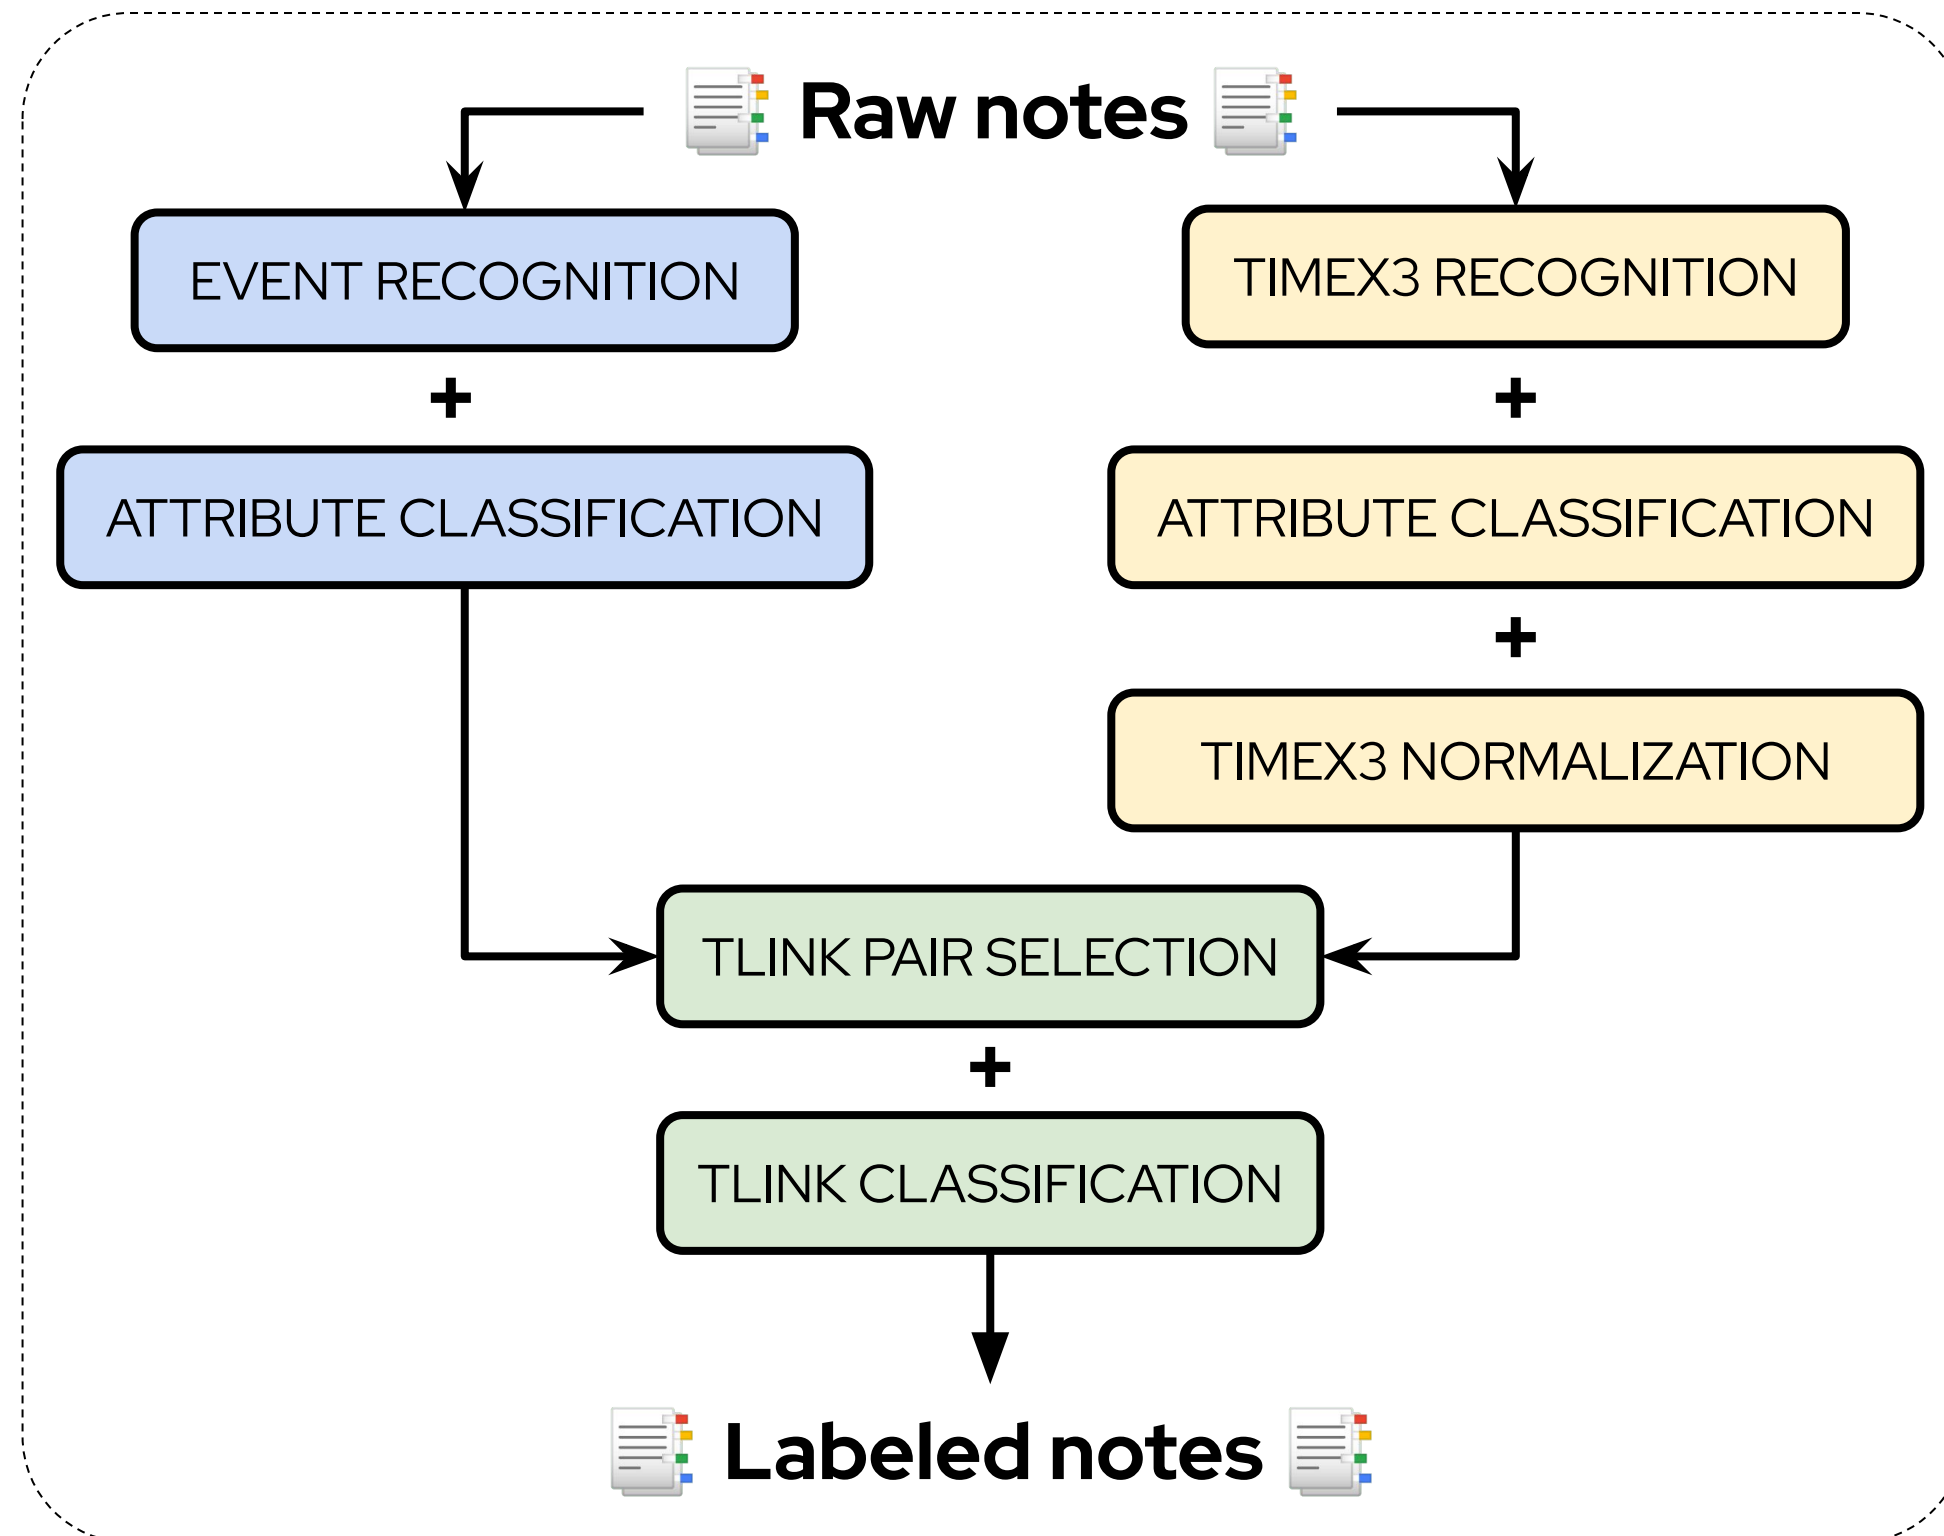 Raw notes
EVENT RECOGNITION
+
ATTRIBUTE CLASSIFICATION
TIMEX3 RECOGNITION
+
ATTRIBUTE CLASSIFICATION
+
TIMEX3 NORMALIZATION
TLINK PAIR SELECTION
+
TLINK CLASSIFICATION
Labeled notes